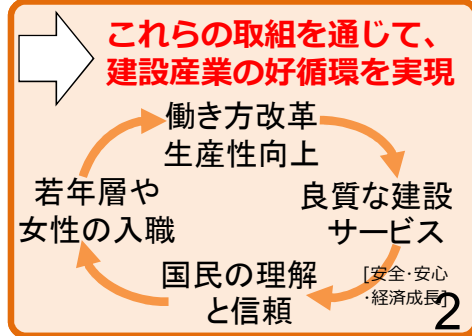 これらの取組を通じて、
建設産業の好循環を実現
働き方改革
生産性向上
良質な建設
サービス
[安全・安心
・経済成長]
国民の理解
と信頼
若年層や
女性の入職
2